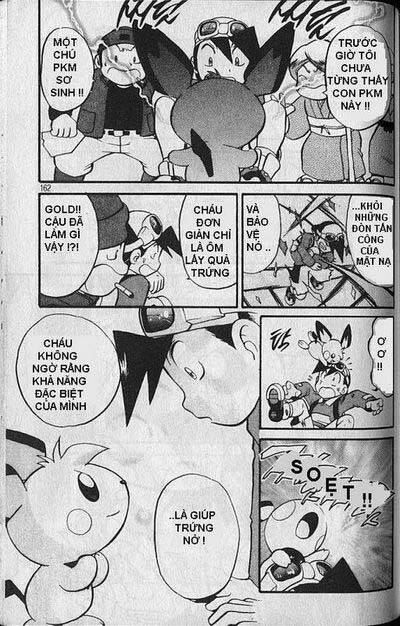 MỘT
CHÚ
PKM
SƠ
SINH !!
TRƯỚC
GIỜ TÔI
CHƯA
TỪNG THẤY
CON PKM
NÀY !!
162
GOLD!!
CẬU ĐÃ
LÀM GÌ
VẬY !?!
CHÁU
ĐƠN
GIẢN CHỈ
LÀ ÔM
LẤY QUẢ
TRỨNG
VÀ
BẢO
VỆ
NÓ ..
...KHỎI
NHỮNG
ĐÒN TẤN
CÔNG
CỦA
MẶT NẠ
CHÁU
KHÔNG
NGỜ RẰNG
KHẢ NĂNG
ĐẶC BIỆT
CỦA MÌNH
..LÀ GIÚP
TRỨNG
NỞ !
Ơ
Ơ
!!
SOẸT !!